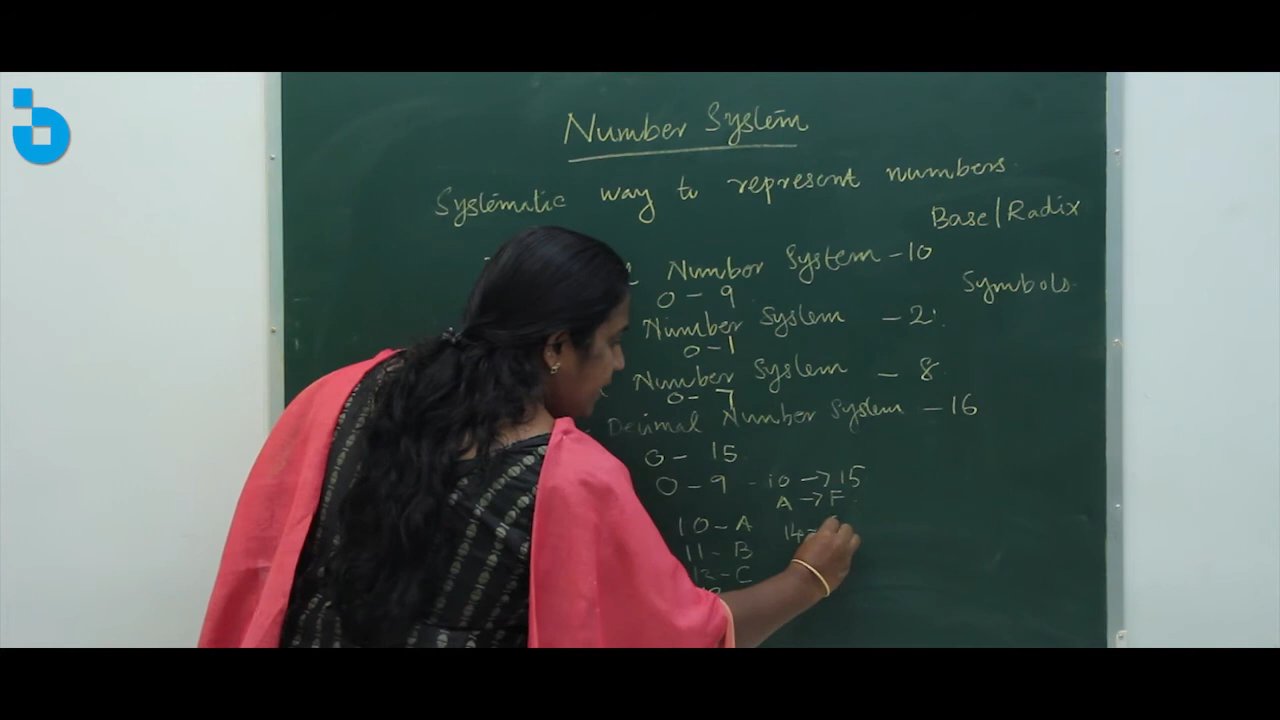 Number System
Systematic way to represent numbers.
Base/Radix
Number System - 10
Symbols.
0 - 9
Number System - 2
0 - 1
Number System - 8
0 - 7
Decimal Number System - 16
0 - 15
0 - 9 - 10 -> 15
A -> F
10 - A
14 -
11 - B
12 - C